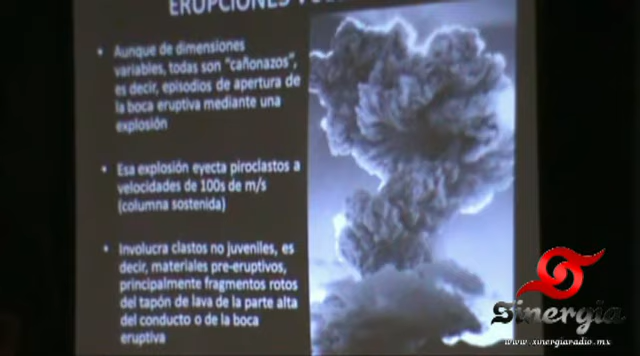 ERUPCIONES
• Aunque de dimensiones
variables, todas son "cañonazos",
es decir, episodios de apertura de
la boca eruptiva mediante una
explosión
• Esa explosión eyecta piroclastos a
velocidades de 100s de m/s
(columna sostenida)
• Involucra clastos no juveniles, es
decir, materiales pre-eruptivos,
principalmente fragmentos rotos
del tapón de lava de la parte alta
del conducto o de la boca
eruptiva
Sinergia
www.xinergiaradio.mx